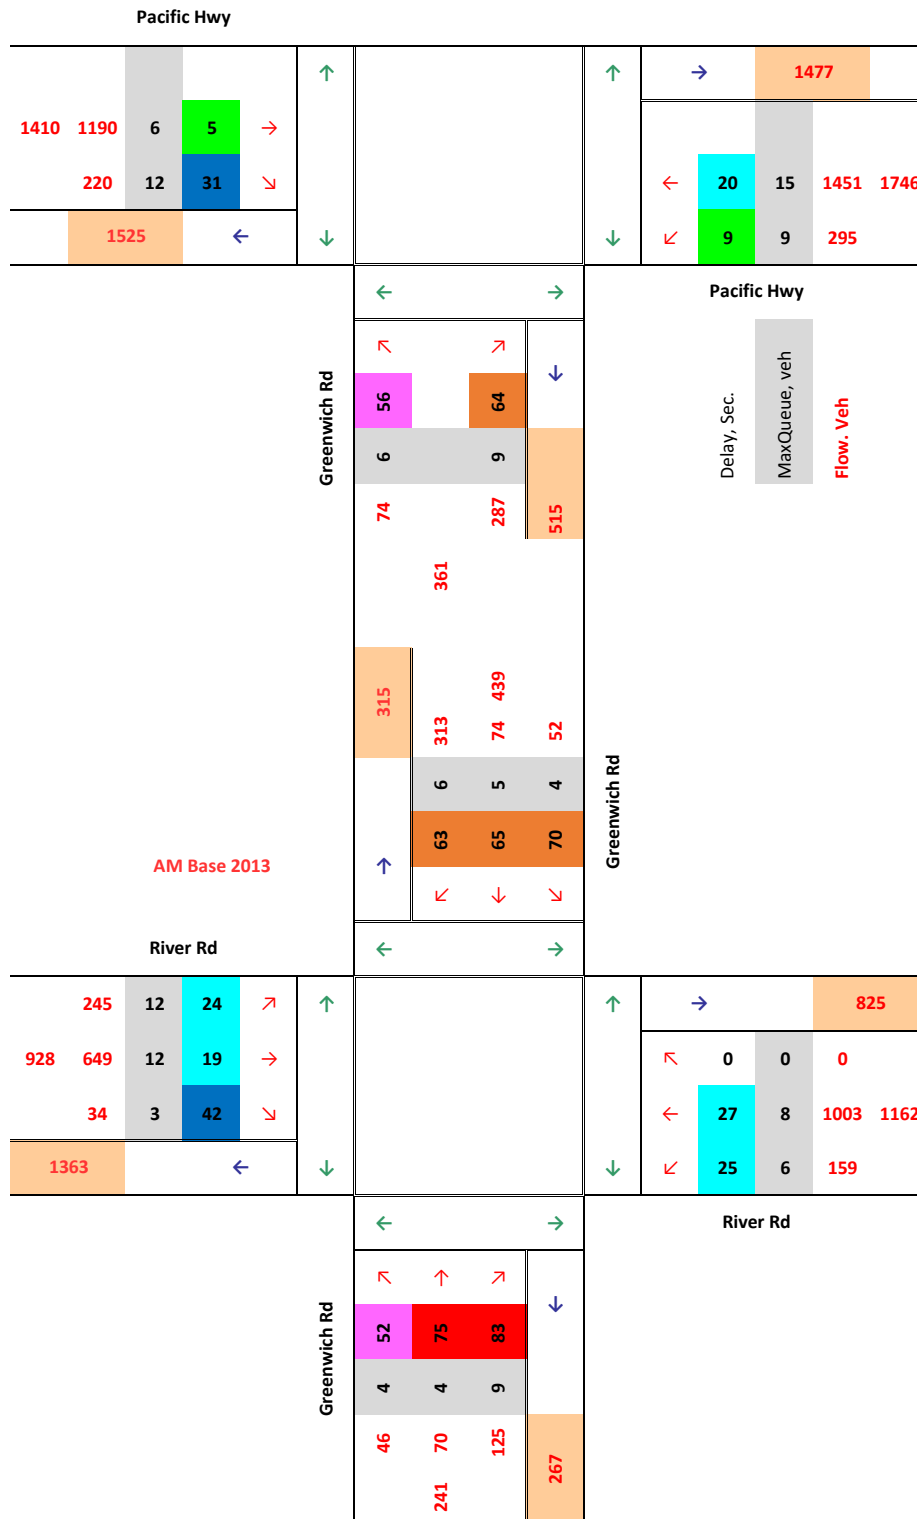 Pacific Hwy
↑ ↑ → 1477
1410 1190 6 5 →
220 12 31 ↘ ← 20 15 1451 1746
1525 ← ↓ ↓ ↙ 9 9 295
← → Pacific Hwy
↖ ↗ ↓
Greenwich Rd
56 64
6 9
74 287 515
361
Delay, Sec.
MaxQueue, veh
Flow. Veh
315 439
313 74 52
6 5 4
63 65 70
Greenwich Rd
AM Base 2013
↑ ↙ ↓ ↘
River Rd ← →
245 12 24 ↗ ↑ ↑ → 825
928 649 12 19 → ↖ 0 0 0
34 3 42 ↘ ← 27 8 1003 1162
1363 ← ↓ ↓ ↙ 25 6 159
← → River Rd
↖ ↑ ↗ ↓
Greenwich Rd
52 75 83
4 4 9
46 70 125 267
241